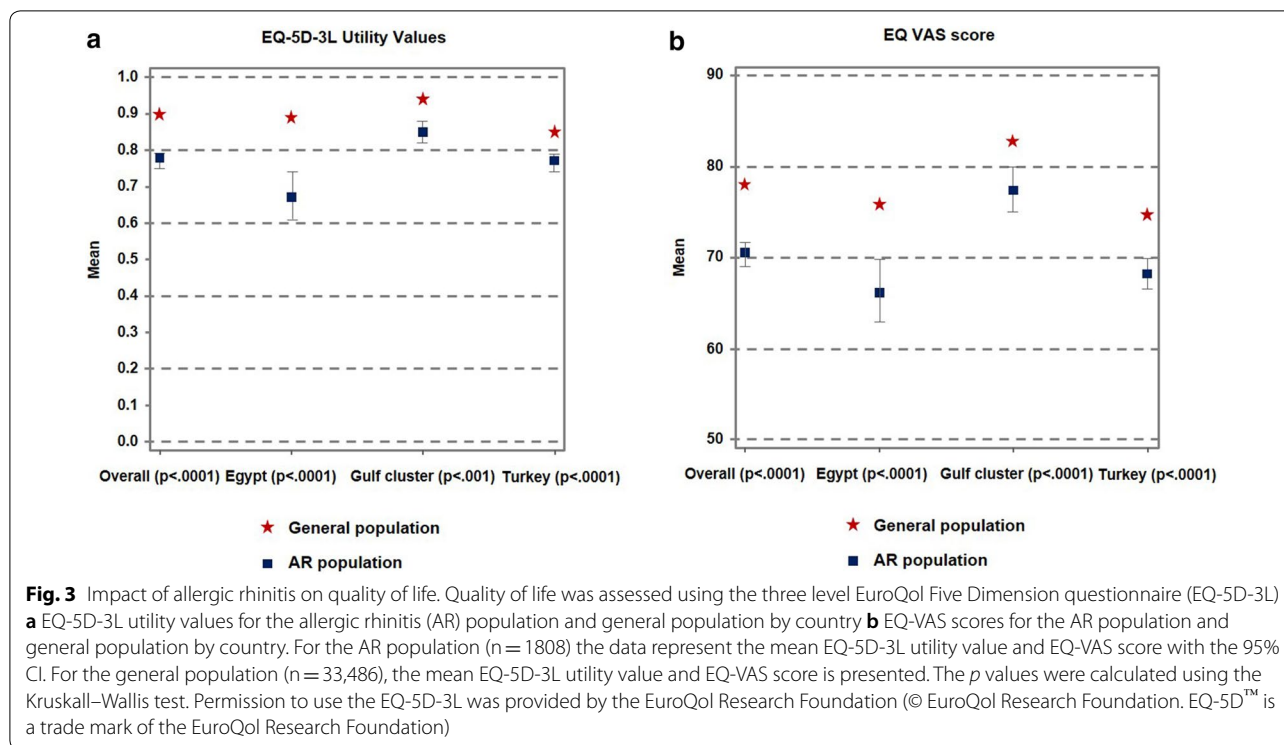 a
EQ-5D-3L Utility Values
1.0
0.9
0.8
0.7
0.6
0.5
0.4
0.3
0.2
0.1
0.0
Mean
Overall (p<.0001) Egypt (p<.0001) Gulf cluster (p<.001) Turkey (p<.0001)
General population
AR population
b
EQ VAS score
90
80
70
60
50
Mean
Overall (p<.0001) Egypt (p<.0001) Gulf cluster (p<.001) Turkey (p<.0001)
General population
AR population
Fig. 3 Impact of allergic rhinitis on quality of life. Quality of life was assessed using the three level EuroQol Five Dimension questionnaire (EQ-5D-3L)
a EQ-5D-3L utility values for the allergic rhinitis (AR) population and general population by country b EQ-VAS scores for the AR population and
general population by country. For the AR population (n = 1808) the data represent the mean EQ-5D-3L utility value and EQ-VAS score with the 95%
CI. For the general population (n = 33,486), the mean EQ-5D-3L utility value and EQ-VAS score is presented. The p values were calculated using the
Kruskall–Wallis test. Permission to use the EQ-5D-3L was provided by the EuroQol Research Foundation (© EuroQol Research Foundation. EQ-5D™ is
a trade mark of the EuroQol Research Foundation)